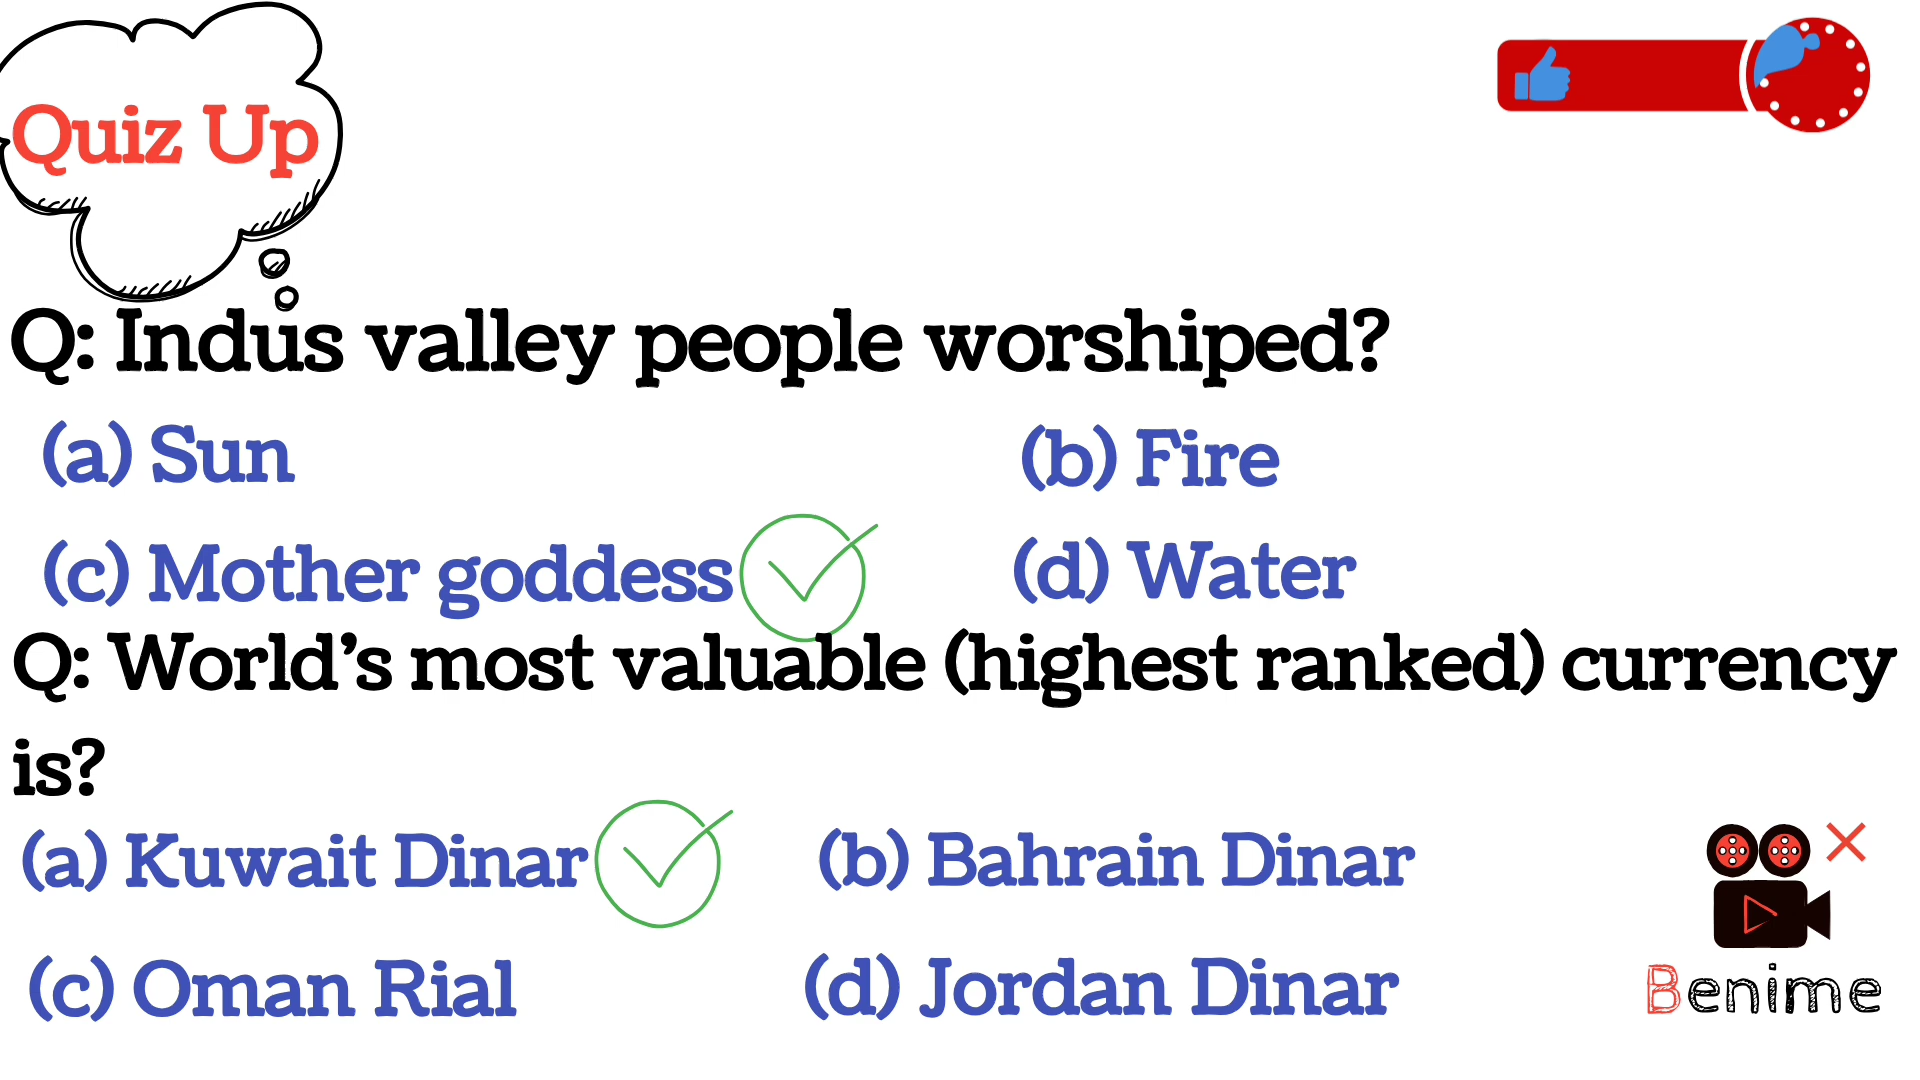 Quiz Up
Q: Indus valley people worshiped?
(a) Sun
(b) Fire
(c) Mother goddess
(d) Water
Q: World's most valuable (highest ranked) currency
is?
(a) Kuwait Dinar
(b) Bahrain Dinar
(c) Oman Rial
(d) Jordan Dinar
Benime